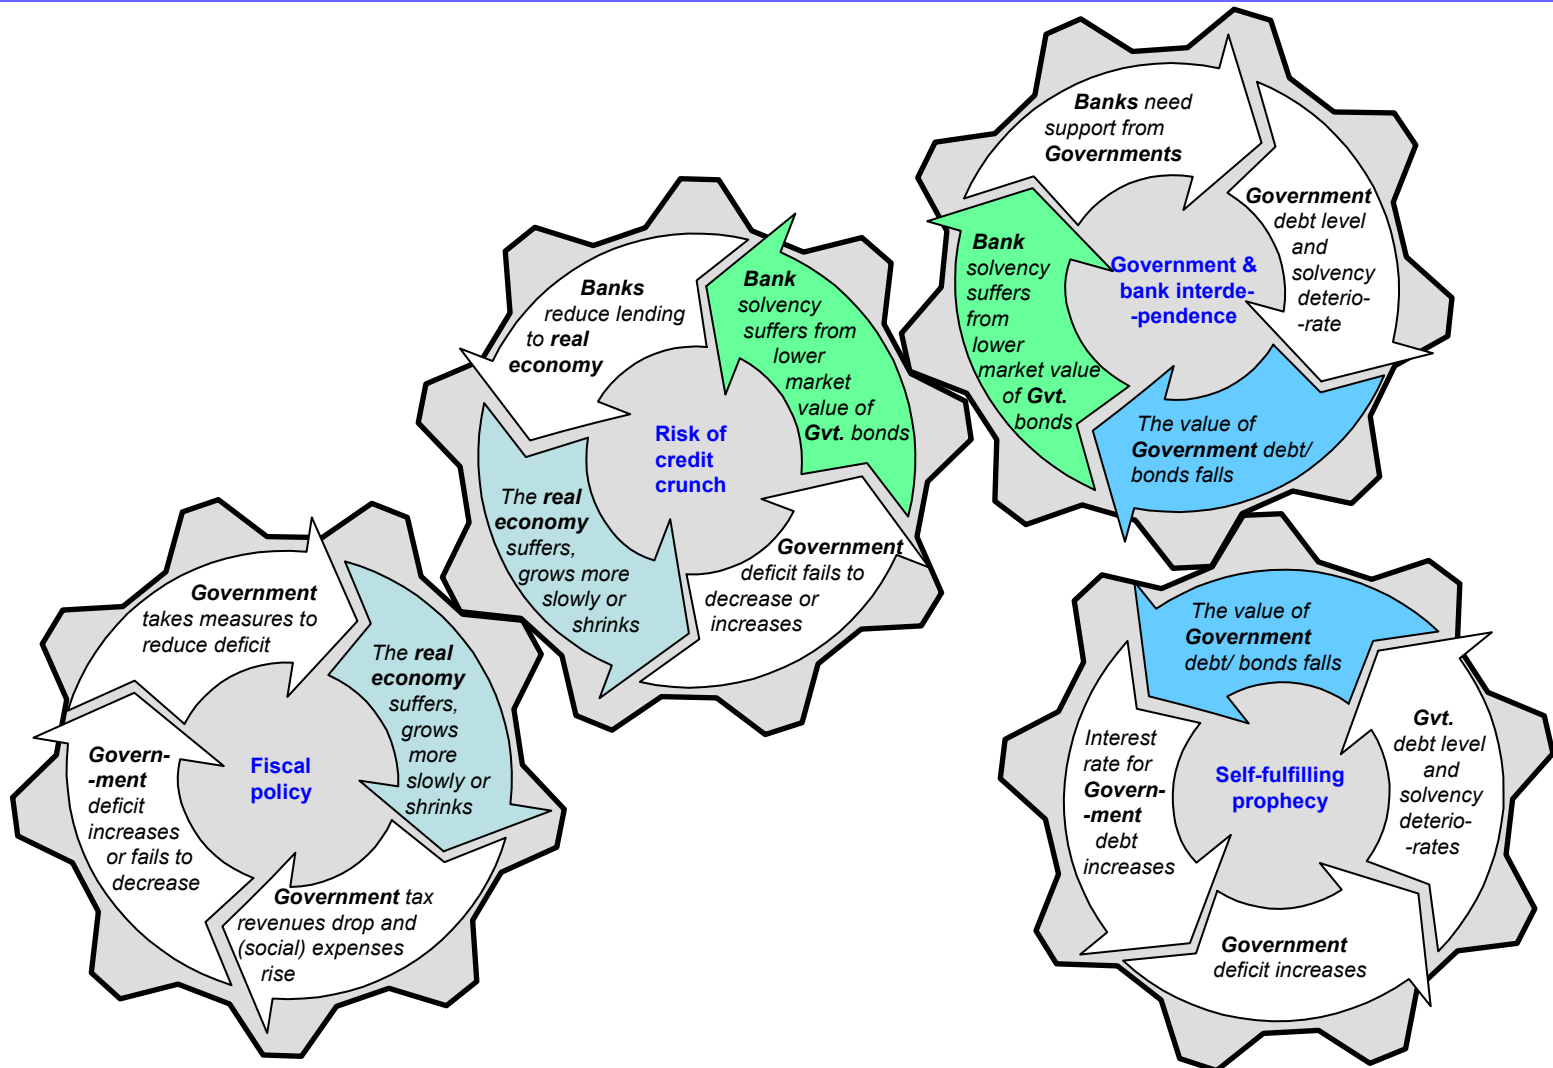 Banks need
support from
Governments
Government
debt level
and
solvency
deterio-
-rate
The value of
Government debt/
bonds falls
Bank
solvency
suffers
from
lower
market value
of Gvt.
bonds
Government &
bank interde-
-pendence
Banks
reduce lending
to real
economy
Bank
solvency
suffers from
lower
market
value of
Gvt. bonds
Risk of
credit
crunch
The real
economy
suffers,
grows more
slowly or
shrinks
Government
deficit fails to
decrease or
increases
Government
takes measures to
reduce deficit
The real
economy
suffers,
grows
more
slowly or
shrinks
Fiscal
policy
Govern-
-ment
deficit
increases
or fails to
decrease
Government tax
revenues drop and
(social) expenses
rise
The value of
Government
debt/ bonds falls
Interest
rate for
Govern-
-ment
debt
increases
Self-fulfilling
prophecy
Gvt.
debt level
and
solvency
deterio-
-rates
Government
deficit increases